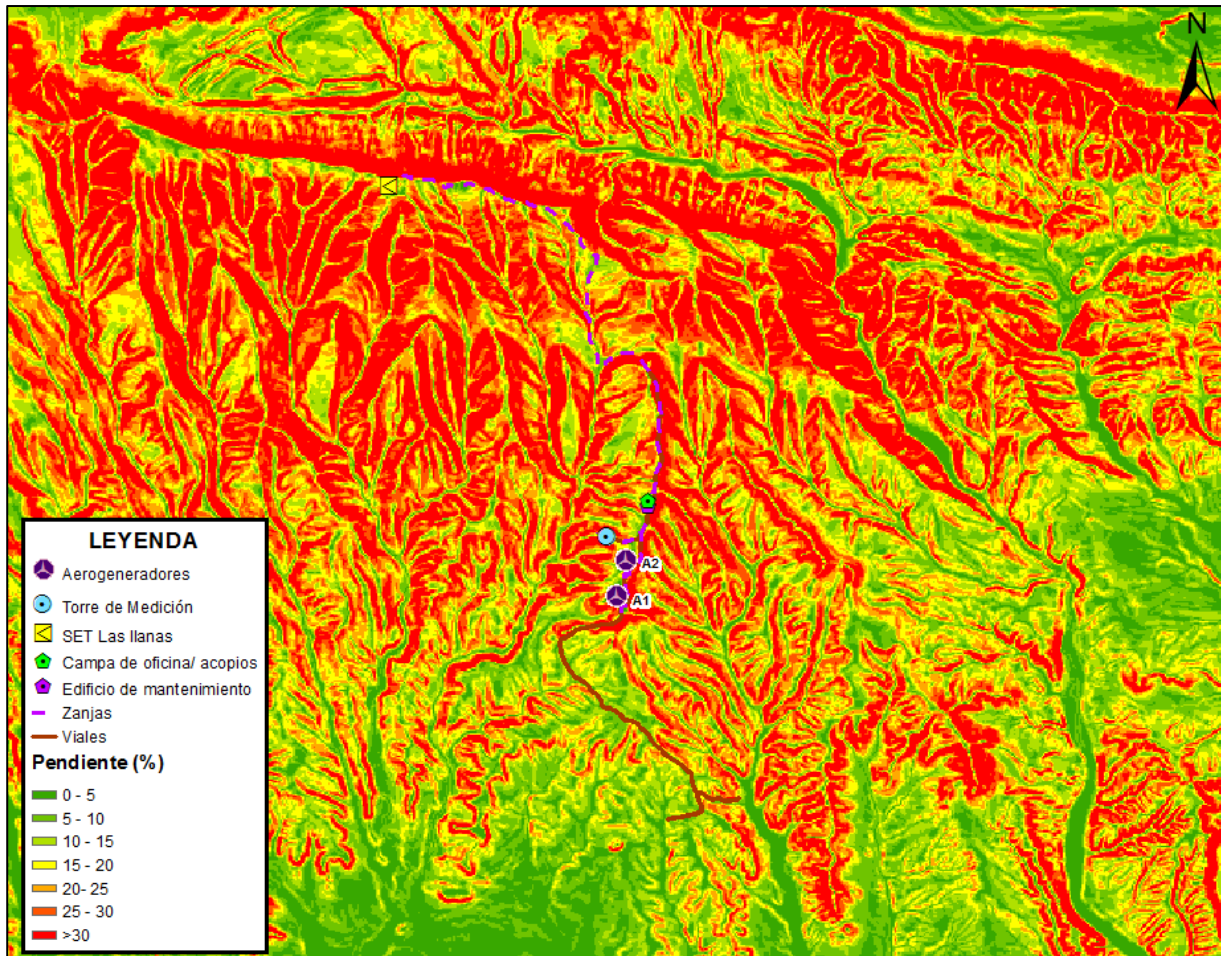 N
A2
A1
LEYENDA
Aerogeneradores
Torre de Medición
SET Las llanas
Campa de oficina/ acopios
Edificio de mantenimiento
Zanjas
Viales
Pendiente (%)
0 - 5
5 - 10
10 - 15
15 - 20
20- 25
25 - 30
>30